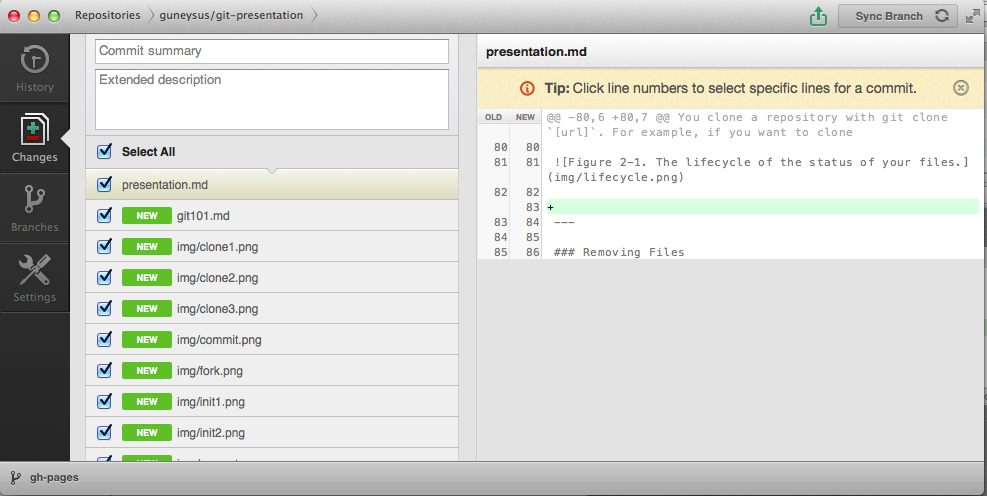 Repositories guneysus/git-presentation
Sync Branch
History
Changes
Branches
Settings
Commit summary
Extended description
Select All
presentation.md
NEW git101.md
NEW img/clone1.png
NEW img/clone2.png
NEW img/clone3.png
NEW img/commit.png
NEW img/fork.png
NEW img/init1.png
NEW img/init2.png
presentation.md
Tip: Click line numbers to select specific lines for a commit.
OLD NEW @@ -80,6 +80,7 @@ You clone a repository with git clone
`[url]`. For example, if you want to clone
80 80
81 81 ![Figure 2-1. The lifecycle of the status of your files.]
(img/lifecycle.png)
82 82
83 +
83 84 ---
84 85
85 86 ### Removing Files
gh-pages